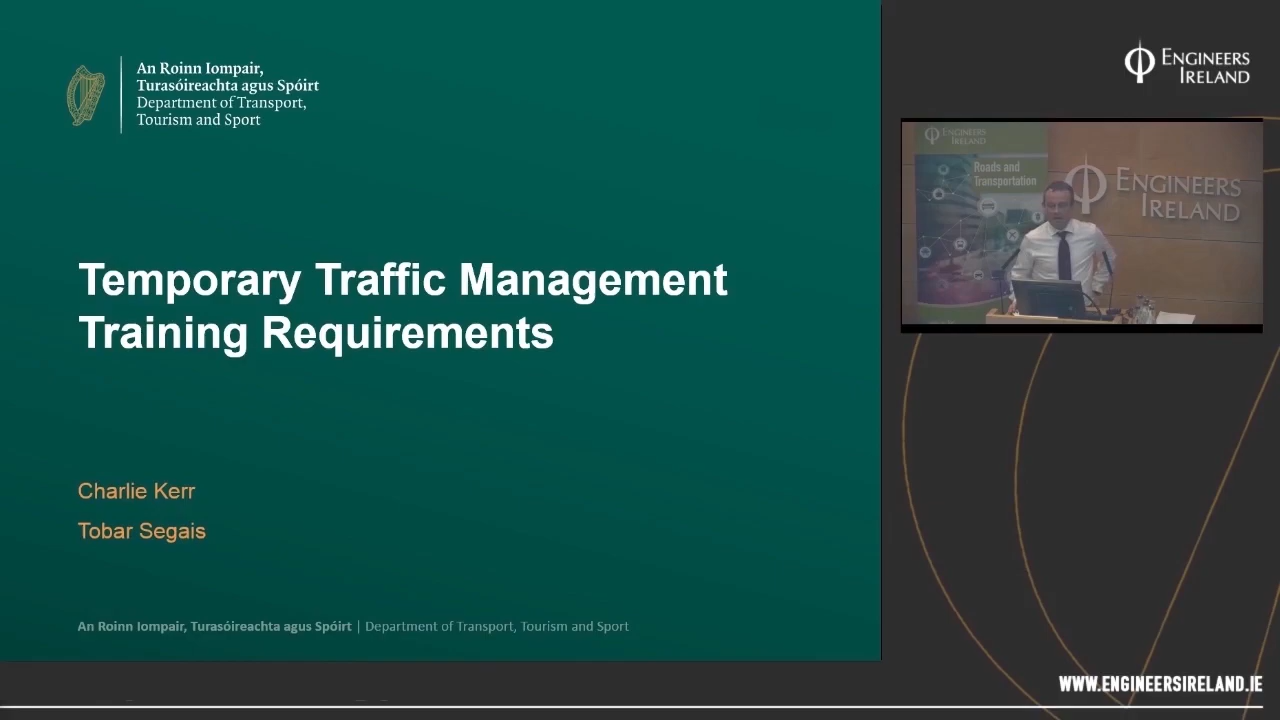 An Roinn Iompair,
Turasóireachta agus Spóirt
Department of Transport,
Tourism and Sport
Temporary Traffic Management
Training Requirements
Charlie Kerr
Tobar Segais
An Roinn Iompair, Turasóireachta agus Spóirt | Department of Transport, Tourism and Sport
ENGINEERS
IRELAND
ENGINEERS
IRELAND
Roads and
Transportation
ENGINEERS
IRELAND
WWW.ENGINEERSIRELAND.IE